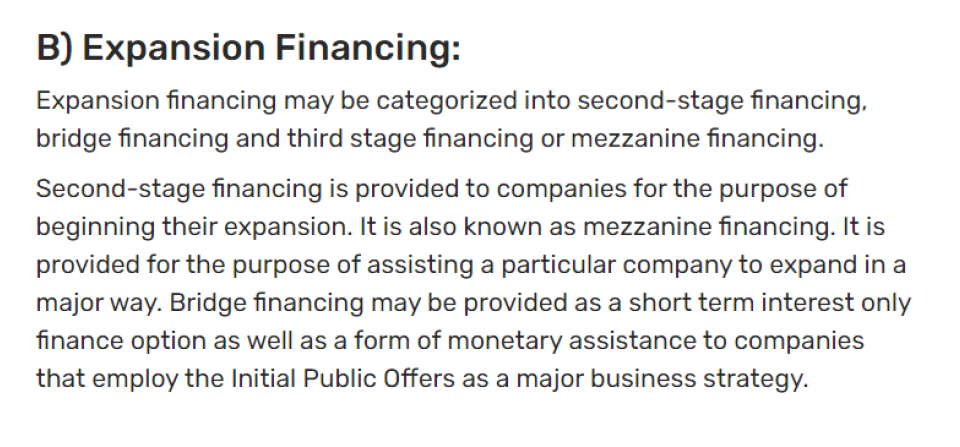 B) Expansion Financing:
Expansion financing may be categorized into second-stage financing,
bridge financing and third stage financing or mezzanine financing.
Second-stage financing is provided to companies for the purpose of
beginning their expansion. It is also known as mezzanine financing. It is
provided for the purpose of assisting a particular company to expand in a
major way. Bridge financing may be provided as a short term interest only
finance option as well as a form of monetary assistance to companies
that employ the Initial Public Offers as a major business strategy.